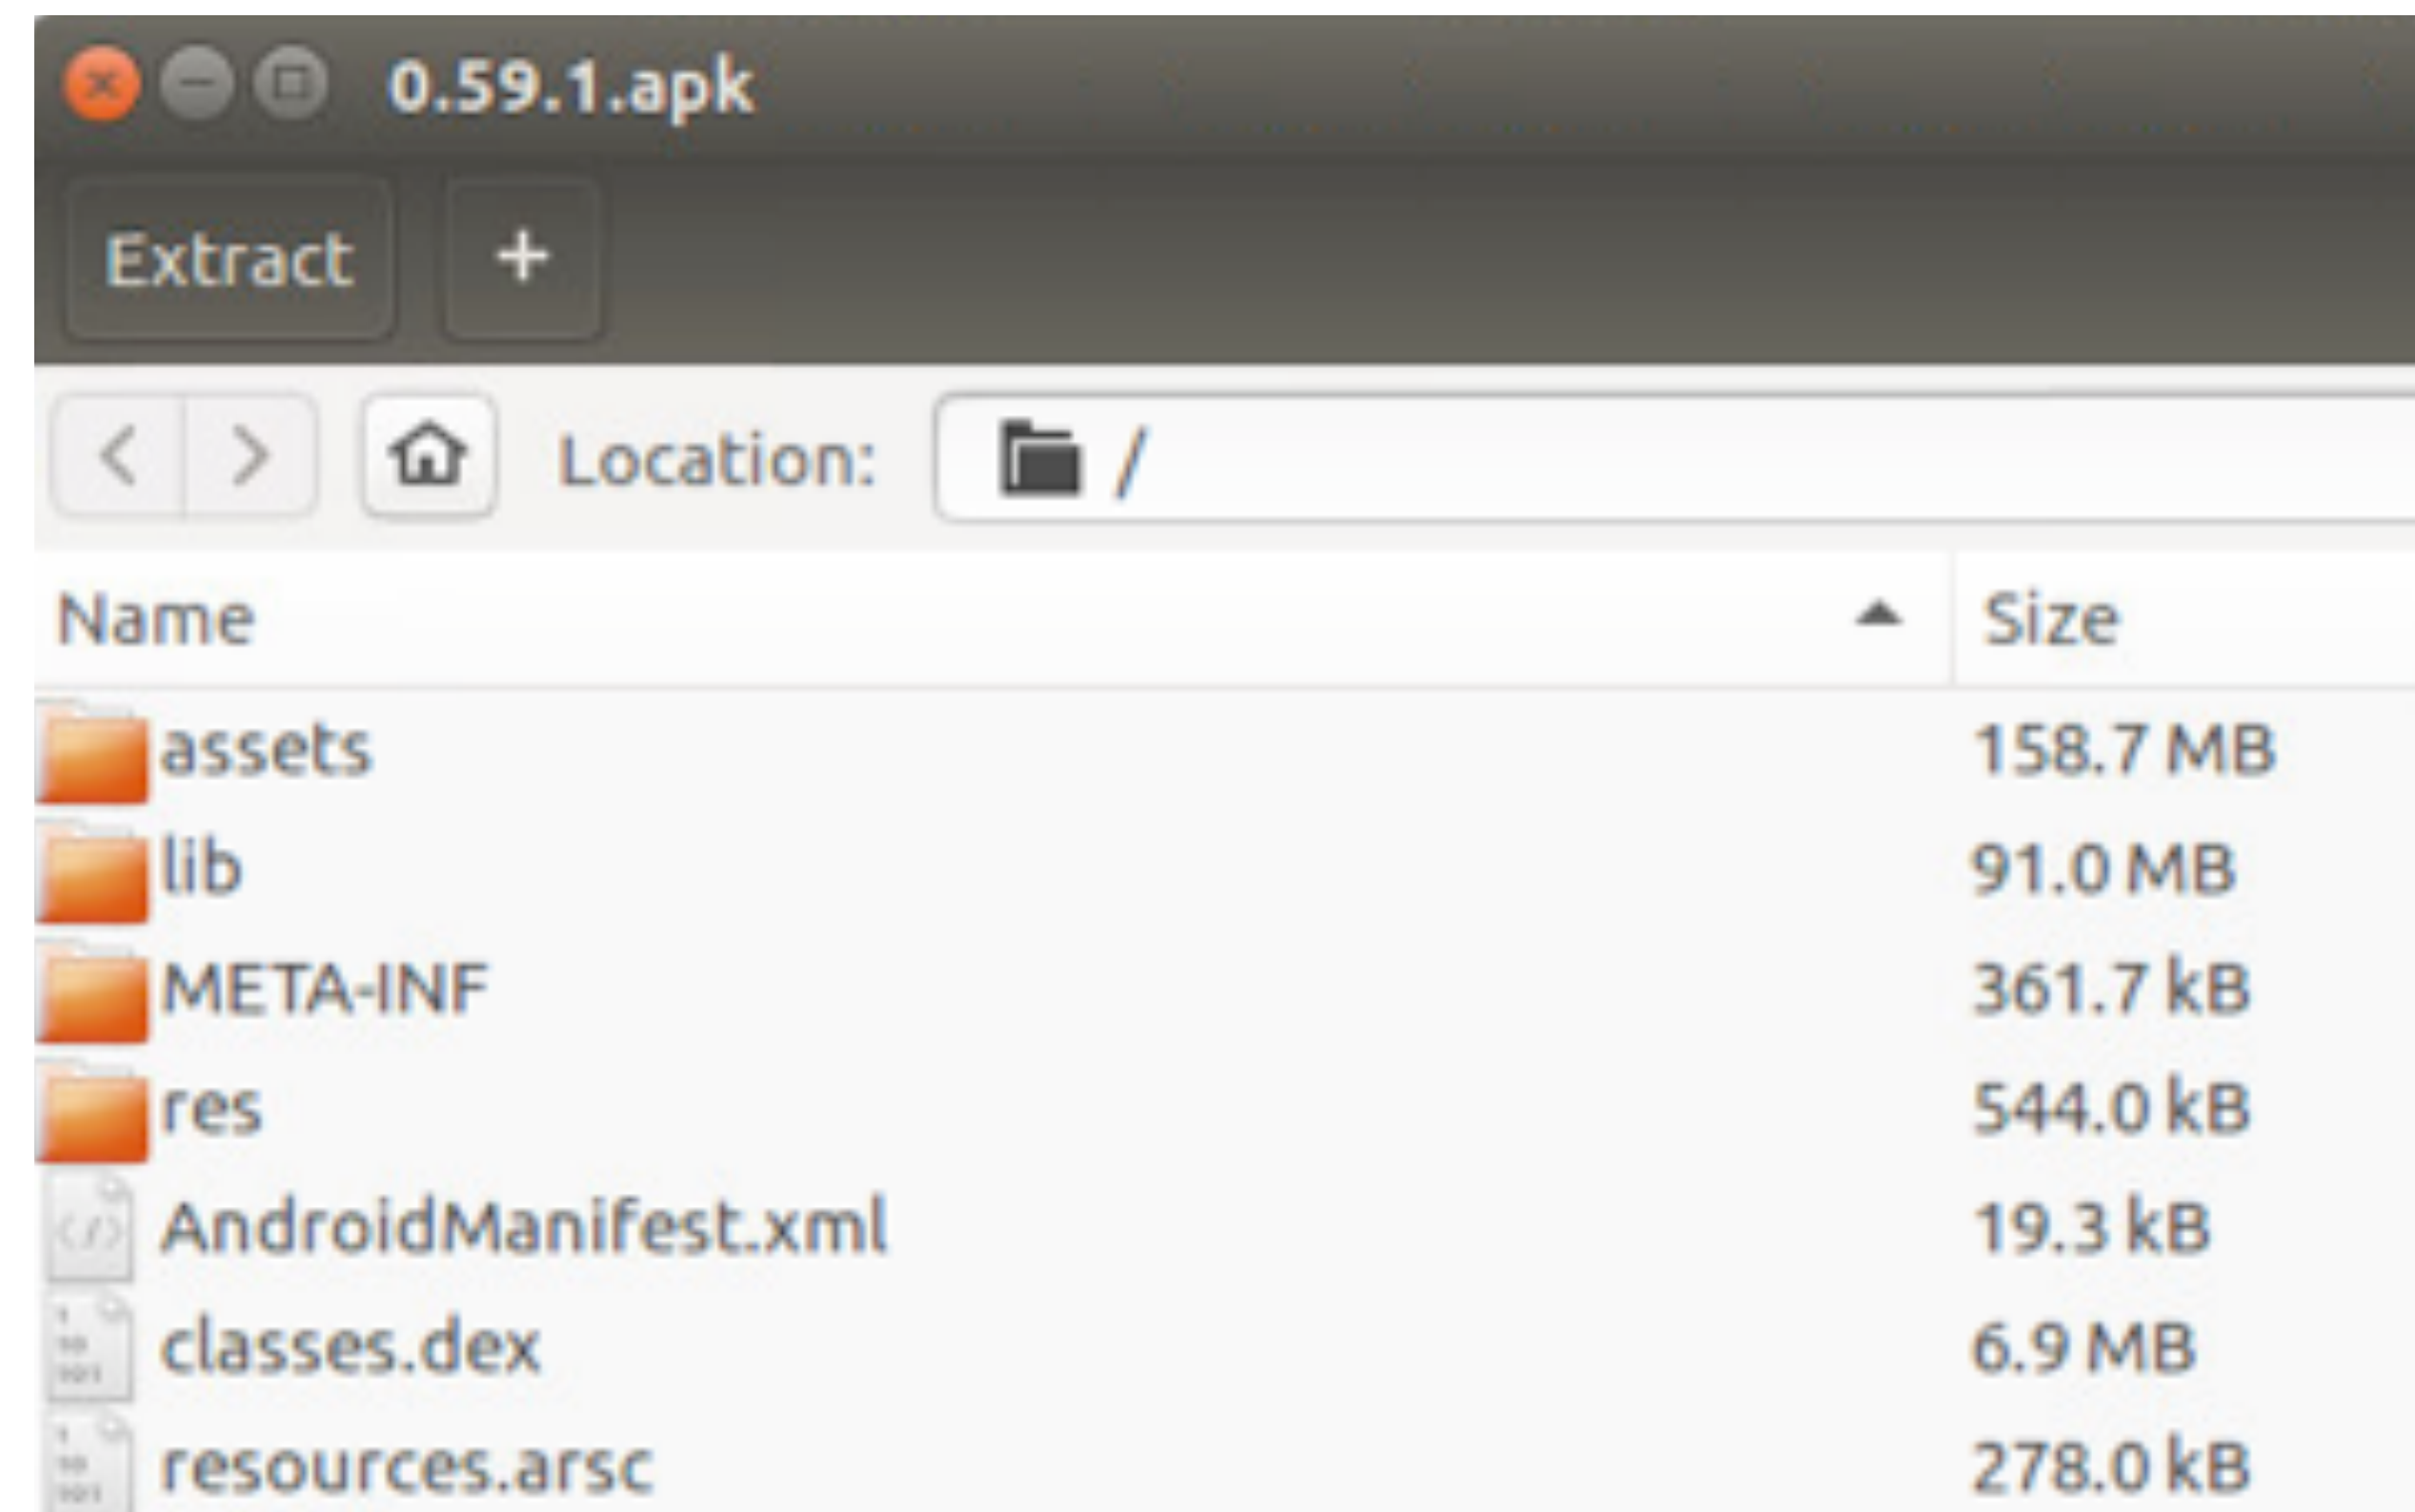 0.59.1.apk
Extract +
Location: /
Name Size
assets 158.7 MB
lib 91.0 MB
META-INF 361.7 kB
res 544.0 kB
AndroidManifest.xml 19.3 kB
classes.dex 6.9 MB
resources.arsc 278.0 kB